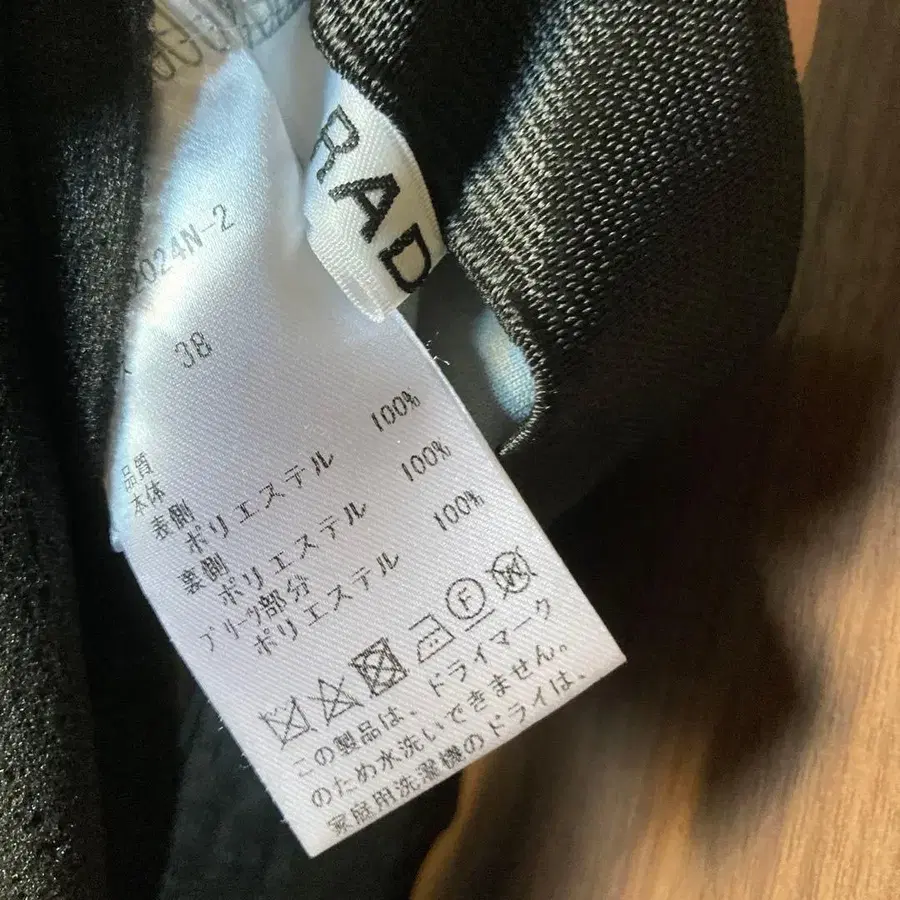 RAD
2024N-2
38
品質
本体
表側
ポリエステル 100%
裏側
ポリエステル 100%
プリーツ部分
ポリエステル 100%
F W
この製品は、ドライマーク
のため水洗いできません。
家庭用洗濯機のドライは、